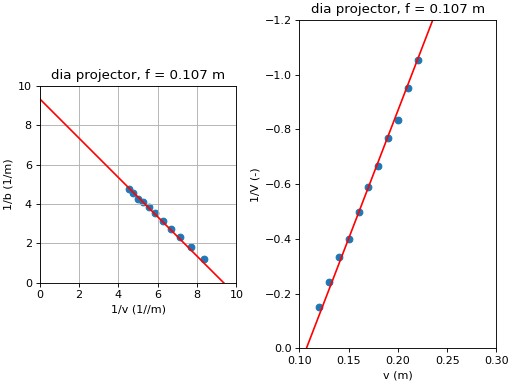 dia projector, f = 0.107 m
10
8
6
4
2
0
1/b (1/m)
0 2 4 6 8 10
1/v (1//m)
dia projector, f = 0.107 m
−1.2
−1.0
−0.8
−0.6
−0.4
−0.2
0.0
1/V (-)
0.10 0.15 0.20 0.25 0.30
v (m)